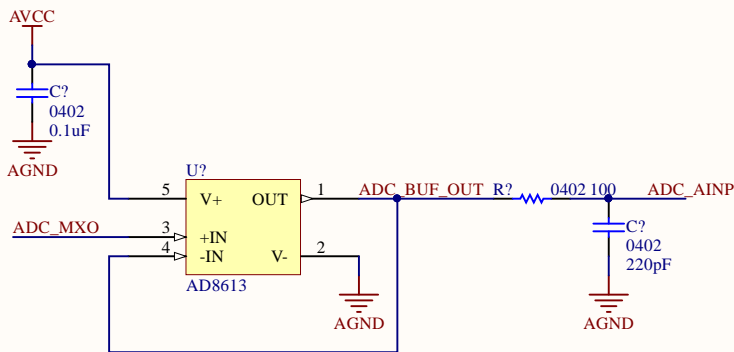 AVCC
C?
0402
0.1uF
AGND
U?
5 V+ OUT 1 ADC_BUF_OUT R? 0402 100 ADC_AINP
ADC_MXO 3 +IN
4 -IN V- 2
AD8613
AGND
C?
0402
220pF
AGND